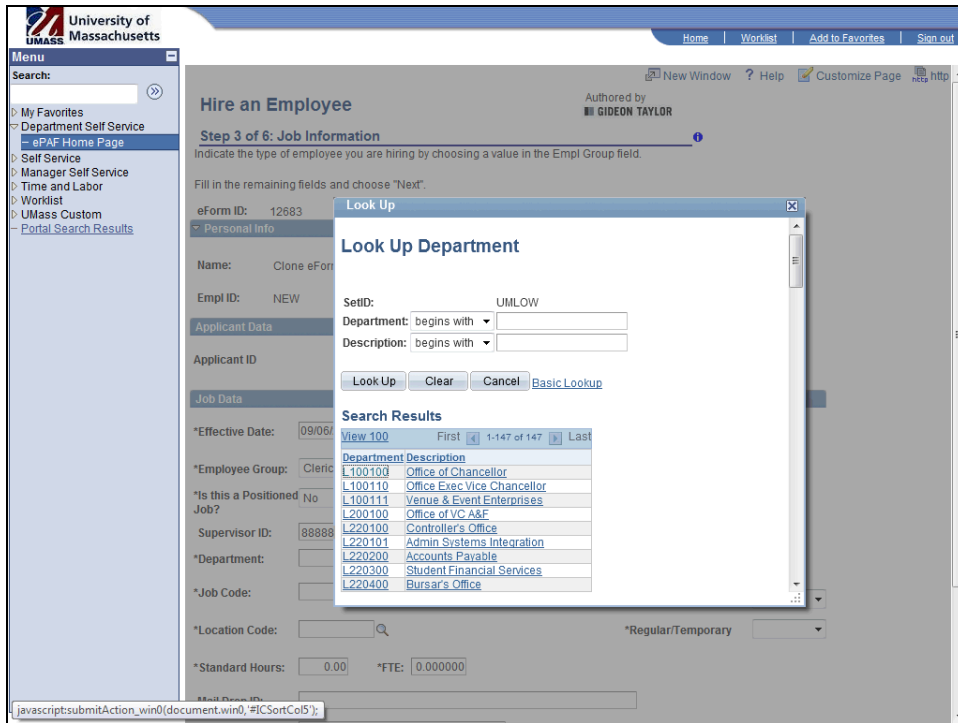 University of
Massachusetts
UMASS
Home | Worklist | Add to Favorites | Sign out
Menu
Search:
My Favorites
Department Self Service
– ePAF Home Page
Self Service
Manager Self Service
Time and Labor
Worklist
UMass Custom
– Portal Search Results
New Window ? Help Customize Page http
Hire an Employee
Authored by
GIDEON TAYLOR
Step 3 of 6: Job Information
Indicate the type of employee you are hiring by choosing a value in the Empl Group field.
Fill in the remaining fields and choose "Next".
eForm ID: 12683
Personal Info
Name: Clone eForm
Empl ID: NEW
Applicant Data
Applicant ID
Job Data
*Effective Date: 09/06/
*Employee Group: Cleric
*Is this a Positioned No
Job?
Supervisor ID: 88888
*Department:
*Job Code:
*Location Code: *Regular/Temporary
*Standard Hours: 0.00 *FTE: 0.000000
Mail Drop ID:
Look Up
Look Up Department
SetID: UMLOW
Department: begins with
Description: begins with
Look Up Clear Cancel Basic Lookup
Search Results
View 100 First 1-147 of 147 Last
Department Description
L100100 Office of Chancellor
L100110 Office Exec Vice Chancellor
L100111 Venue & Event Enterprises
L200100 Office of VC A&F
L220100 Controller's Office
L220101 Admin Systems Integration
L220200 Accounts Payable
L220300 Student Financial Services
L220400 Bursar's Office
javascript:submitAction_win0(document.win0,'#ICSortCol5');